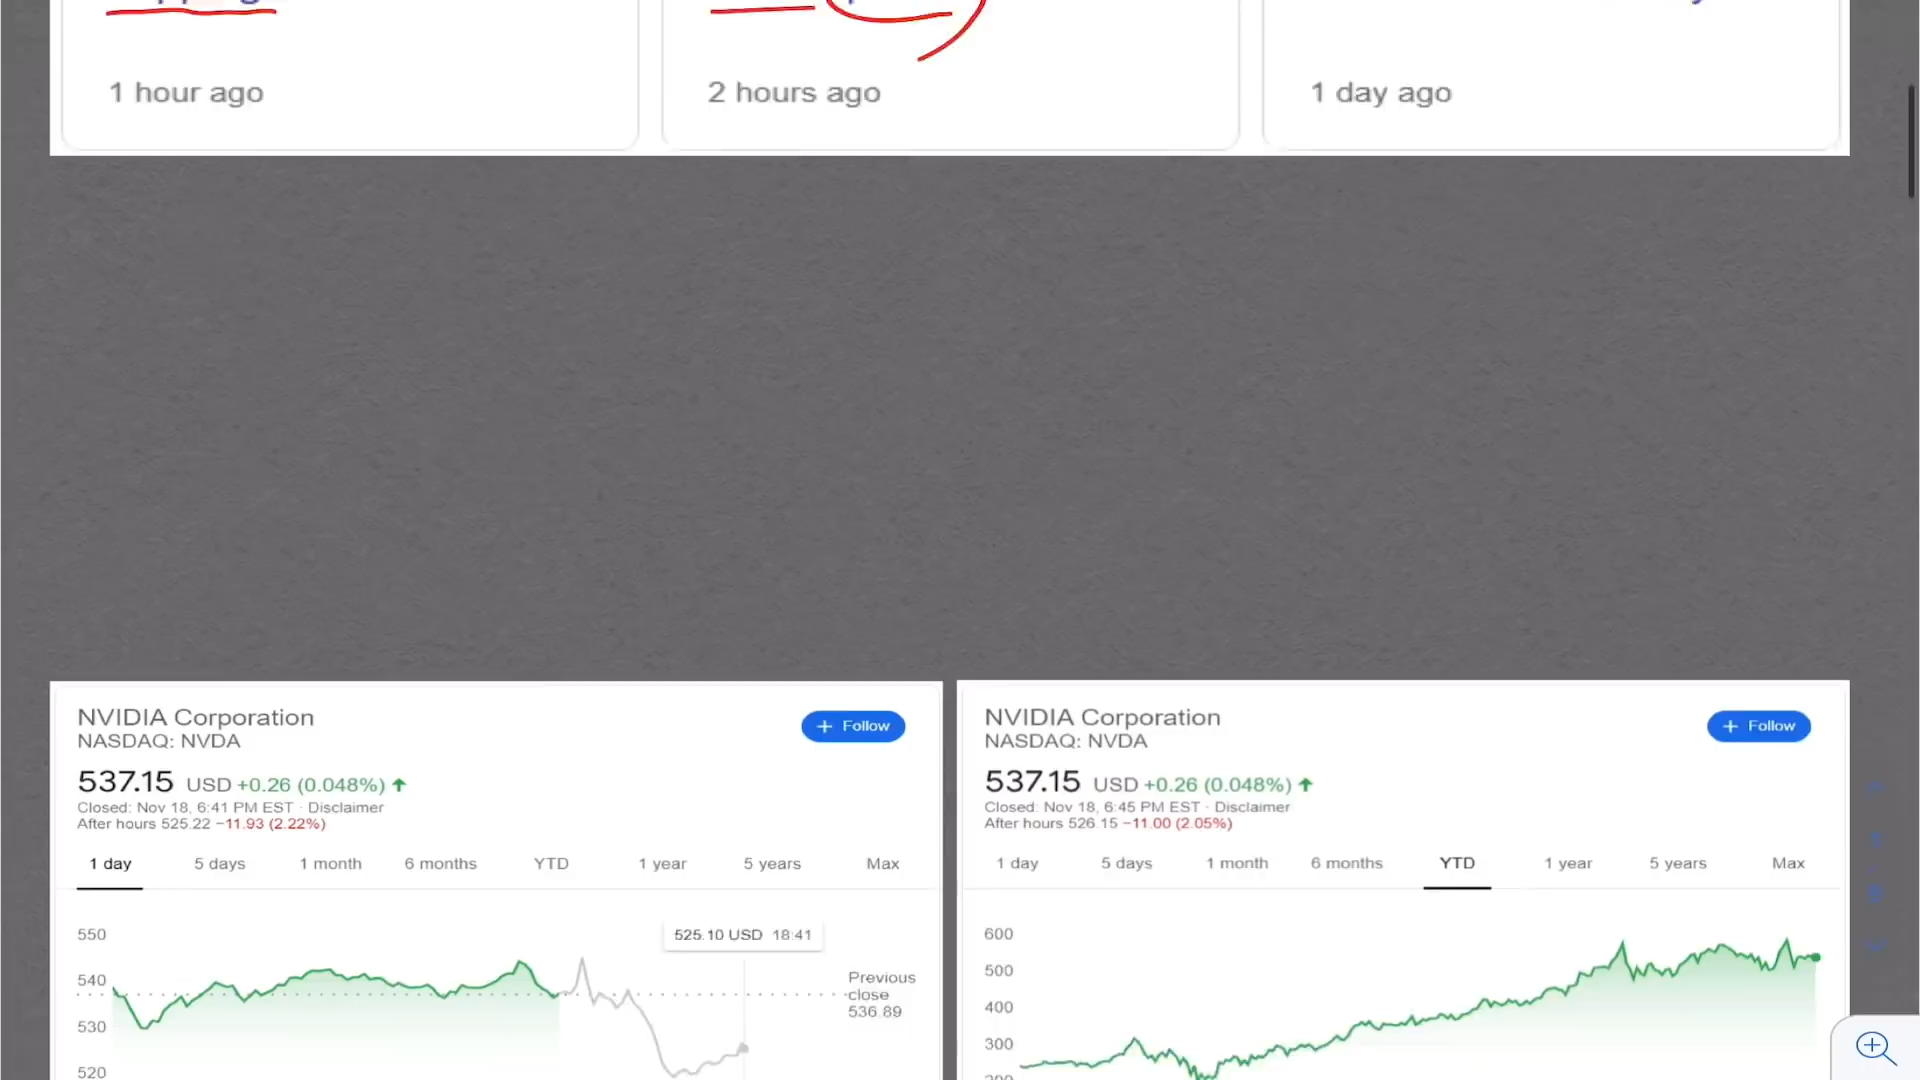 1 hour ago
2 hours ago
1 day ago
NVIDIA Corporation
NASDAQ: NVDA
+ Follow
537.15 USD +0.26 (0.048%)
Closed: Nov 18, 6:41 PM EST · Disclaimer
After hours 525.22 −11.93 (2.22%)
1 day 5 days 1 month 6 months YTD 1 year 5 years Max
525.10 USD 18:41
550
540
530
520
Previous
close
536.89
NVIDIA Corporation
NASDAQ: NVDA
+ Follow
537.15 USD +0.26 (0.048%)
Closed: Nov 18, 6:45 PM EST · Disclaimer
After hours 526.15 −11.00 (2.05%)
1 day 5 days 1 month 6 months YTD 1 year 5 years Max
600
500
400
300